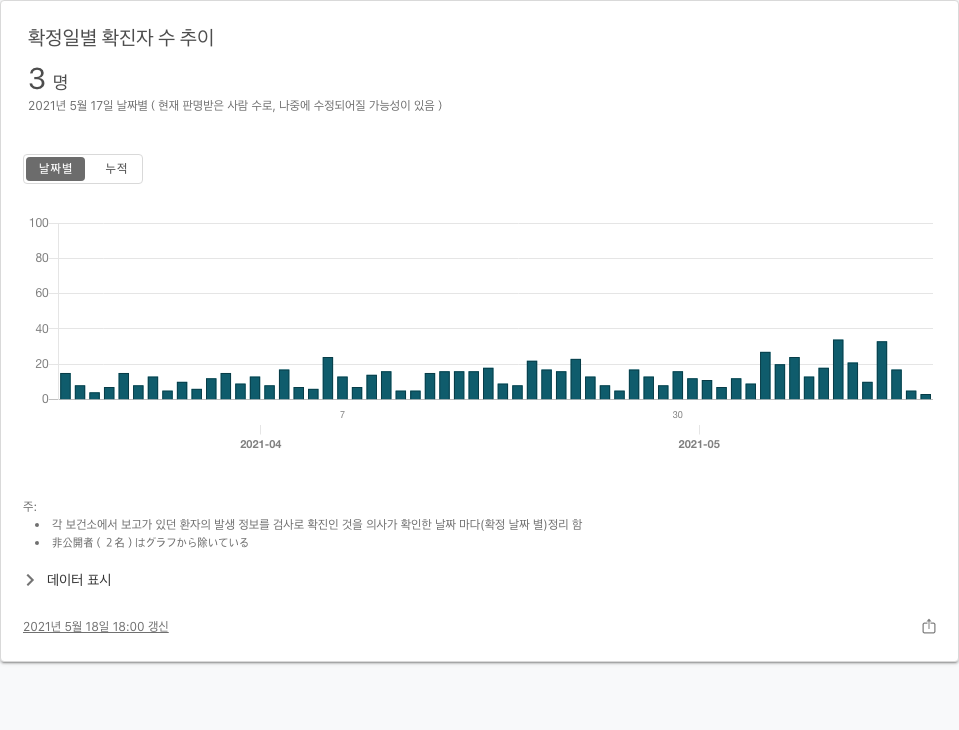 확정일별 확진자 수 추이
3 명
2021년 5월 17일 날짜별 ( 현재 판명받은 사람 수로, 나중에 수정되어질 가능성이 있음 )
날짜별 누적
100
80
60
40
20
0
7 30
2021-04 2021-05
주:
각 보건소에서 보고가 있던 환자의 발생 정보를 검사로 확진인 것을 의사가 확인한 날짜 마다(확정 날짜 별)정리 함
非公開者 ( ２名 ) はグラフから除いている
데이터 표시
2021년 5월 18일 18:00 갱신